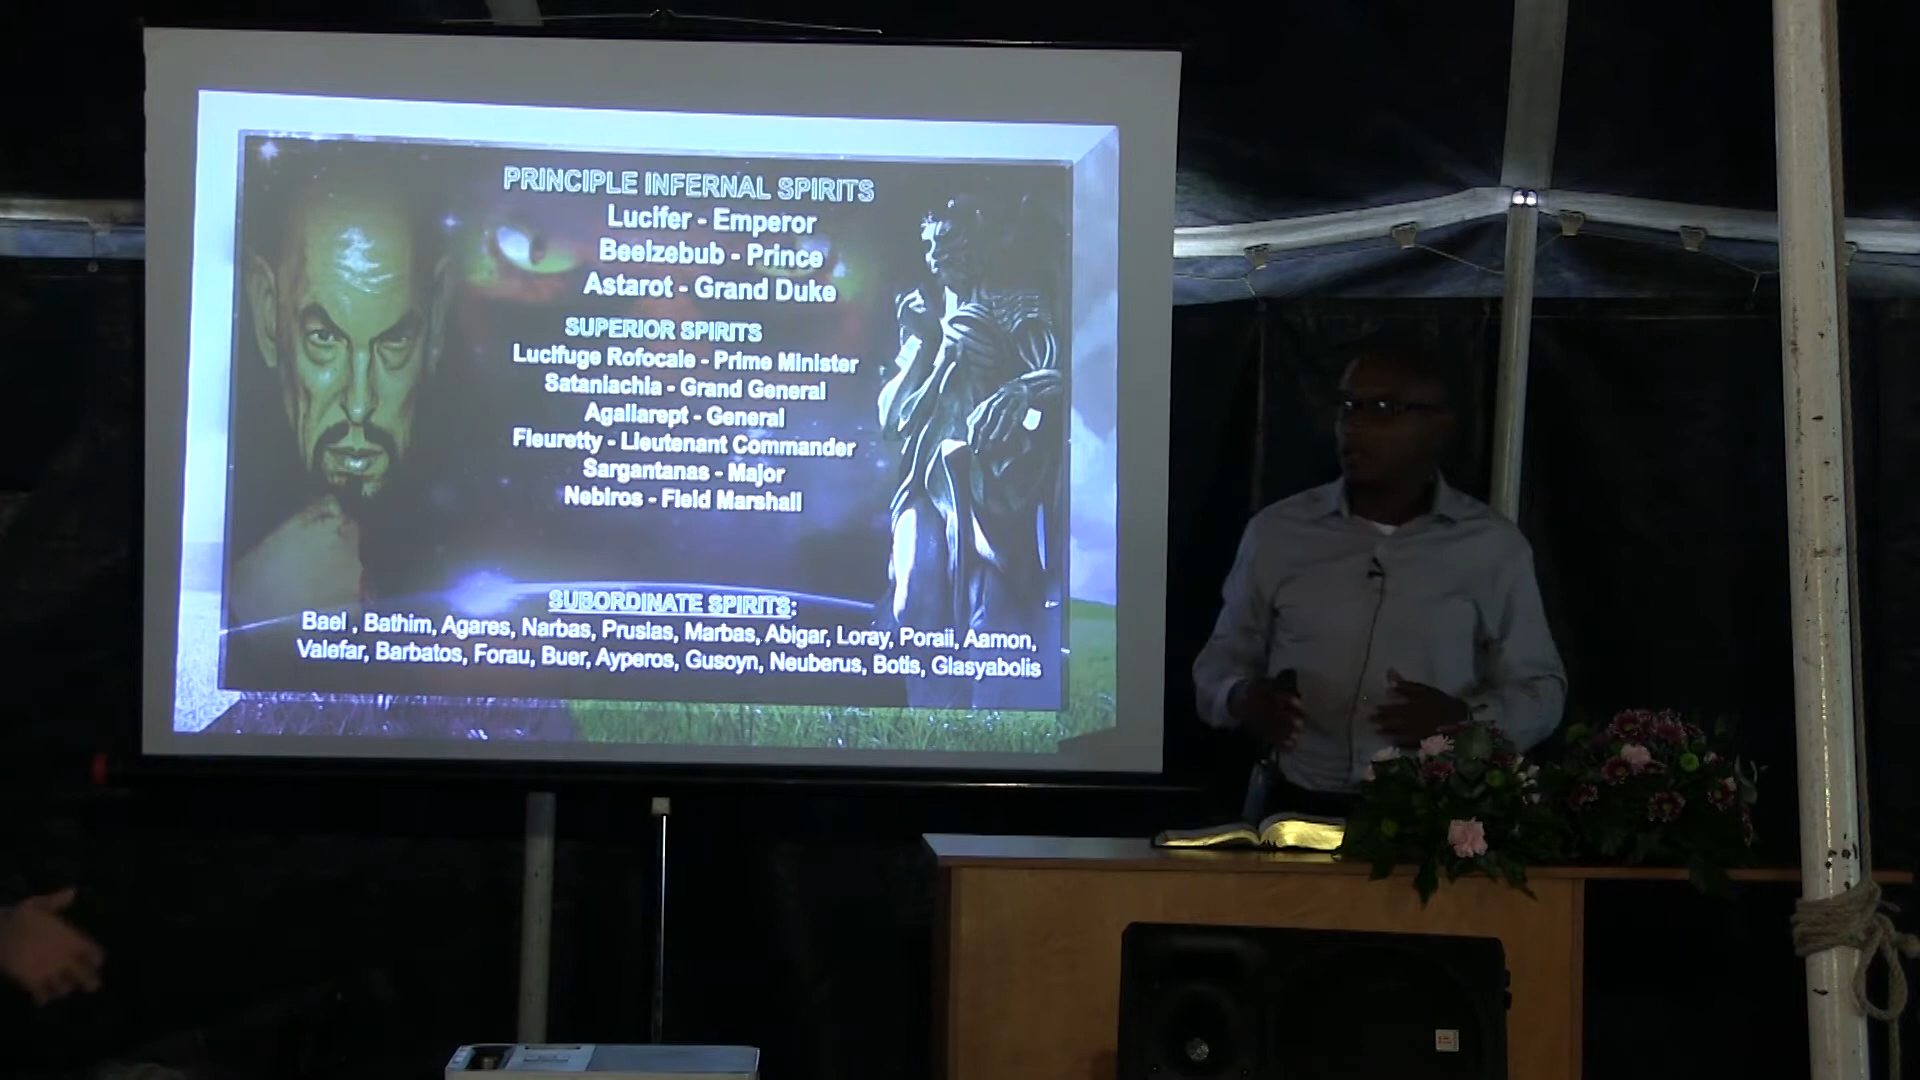 PRINCIPLE INFERNAL SPIRITS
Lucifer - Emperor
Beelzebub - Prince
Astarot - Grand Duke
SUPERIOR SPIRITS
Lucifuge Rofocale - Prime Minister
Sataniachia - Grand General
Agaliarept - General
Fleuretty - Lieutenant Commander
Sargantanas - Major
Nebiros - Field Marshall
SUBORDINATE SPIRITS:
Bael , Bathim, Agares, Narbas, Pruslas, Marbas, Abigar, Loray, Poraii, Aamon,
Valefar, Barbatos, Forau, Buer, Ayperos, Gusoyn, Neuberus, Botis, Glasyabolis